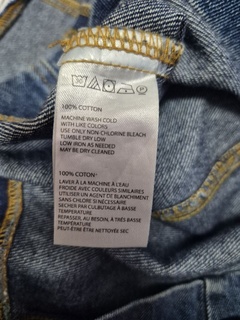 100% COTTON
MACHINE WASH COLD
WITH LIKE COLORS
USE ONLY NON-CHLORINE BLEACH
TUMBLE DRY LOW
LOW IRON AS NEEDED
MAY BE DRY CLEANED
100% COTON
LAVER À LA MACHINE À L'EAU
FROIDE AVEC COULEURS SIMILAIRES
UTILISER UN AGENT DE BLANCHIMENT
SANS CHLORE SI NÉCESSAIRE
SÉCHER PAR CULBUTAGE À BASSE
TEMPÉRATURE
REPASSER, AU BESOIN, À TRÈS BASSE
TEMPÉRATURE
PEUT-ÊTRE ÊTRE NETTOYÉE SEC